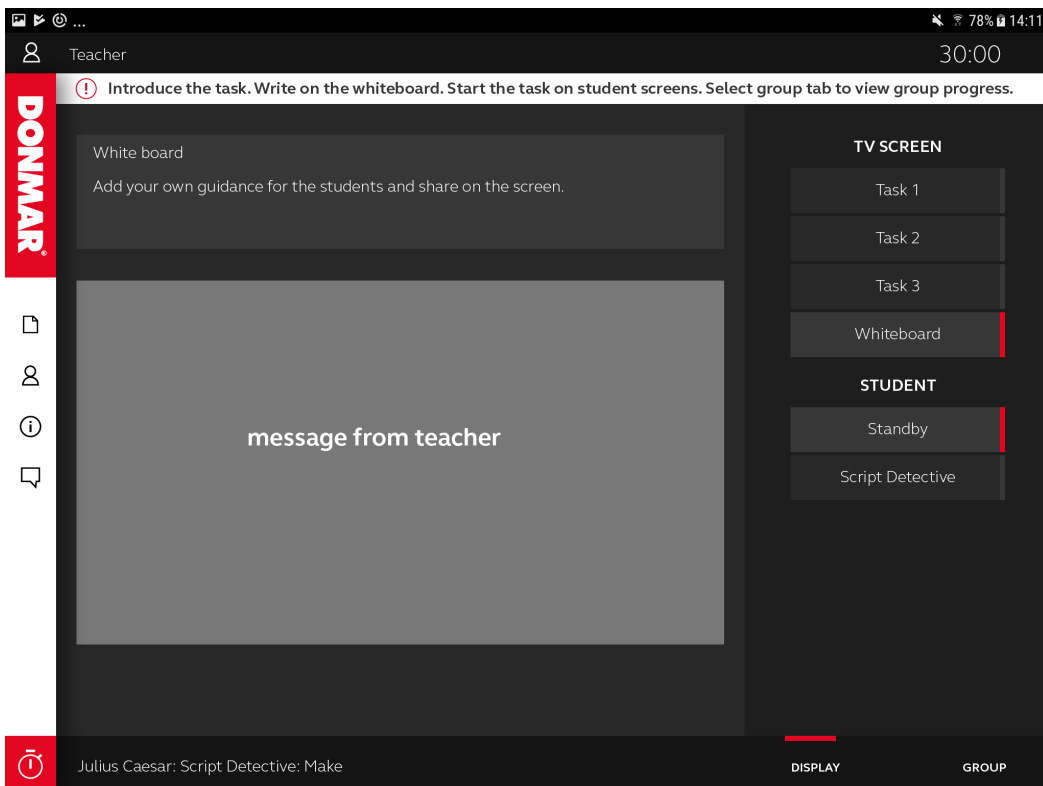 ... 78% 14:11
Teacher 30:00
Introduce the task. Write on the whiteboard. Start the task on student screens. Select group tab to view group progress.
DONMAR®
White board
Add your own guidance for the students and share on the screen.
message from teacher
TV SCREEN
Task 1
Task 2
Task 3
Whiteboard
STUDENT
Standby
Script Detective
Julius Caesar: Script Detective: Make
DISPLAY GROUP